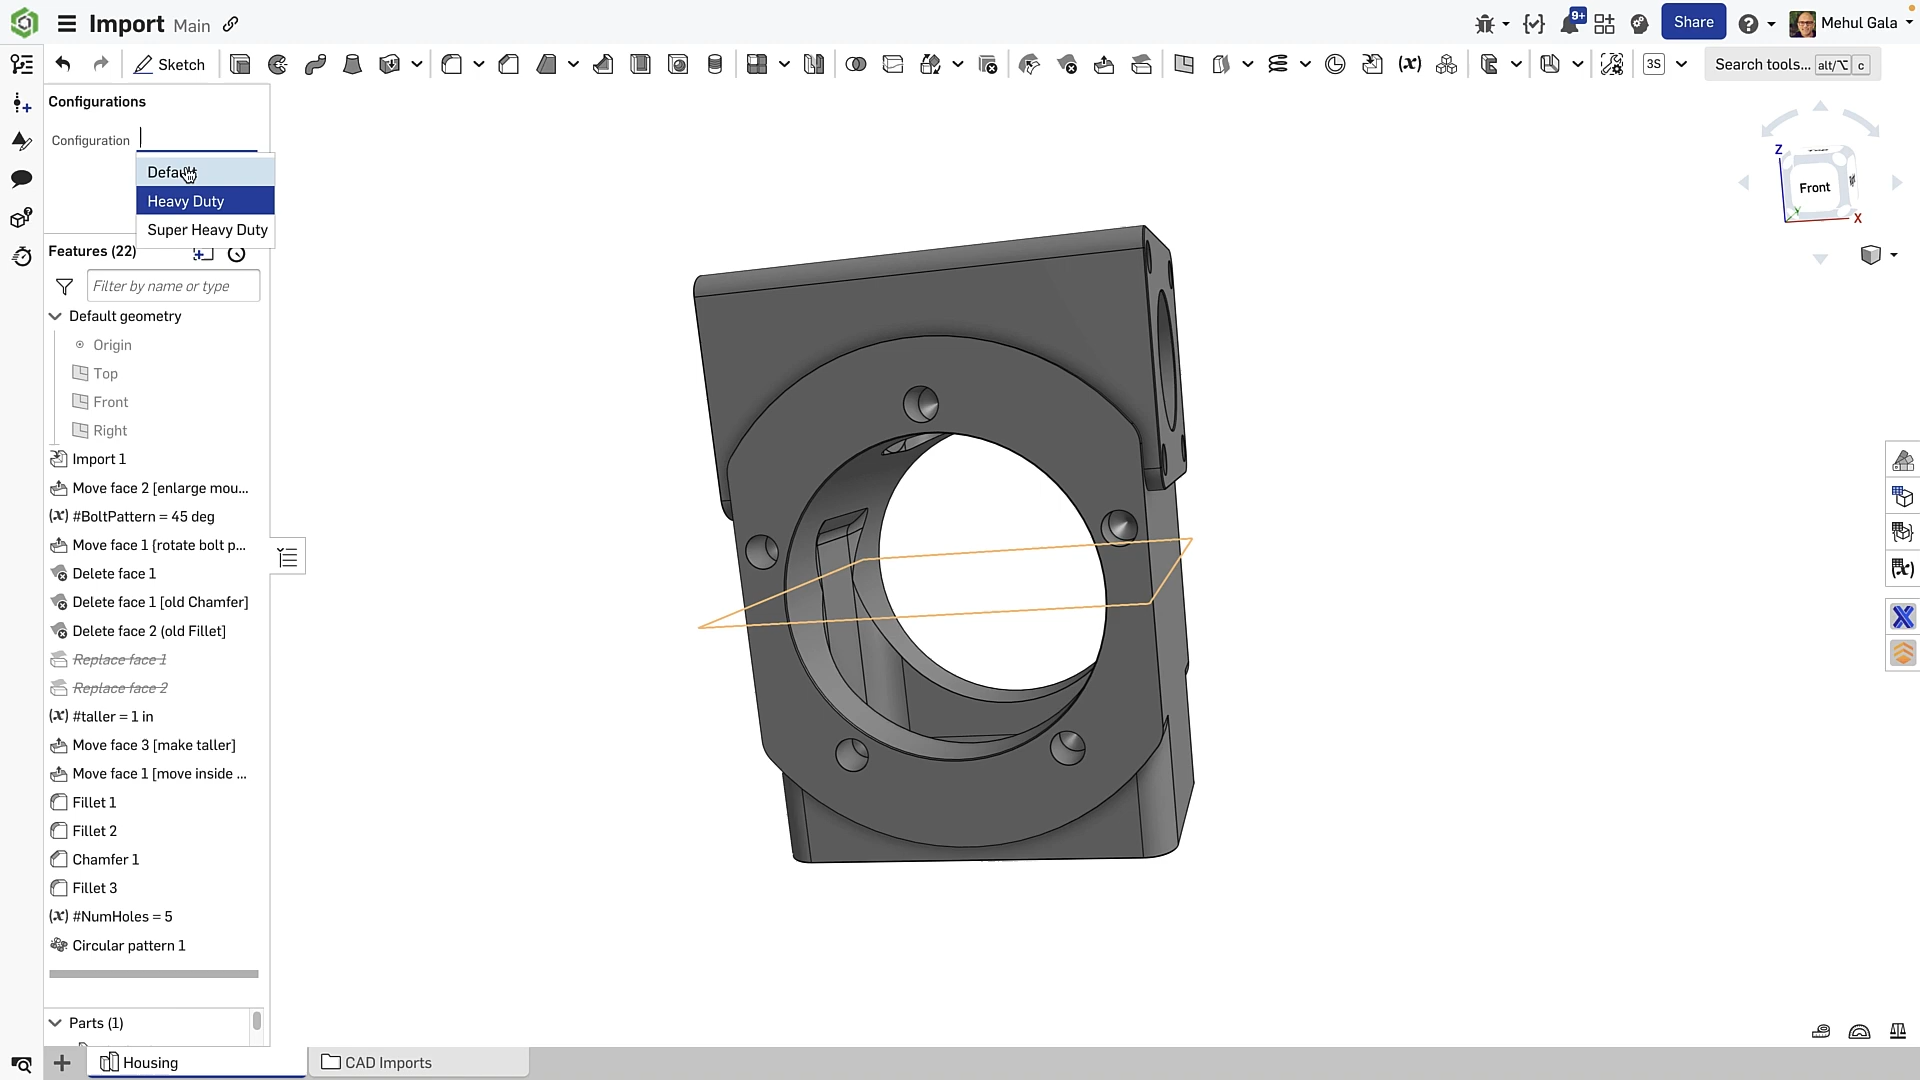 Import Main
9+
Share
Mehul Gala
Sketch
3S
Search tools... alt/⌥ c
Configurations
Configuration
Default
Heavy Duty
Super Heavy Duty
Features (22)
Filter by name or type
Default geometry
Origin
Top
Front
Right
Import 1
Move face 2 [enlarge mou...
(x) #BoltPattern = 45 deg
Move face 1 [rotate bolt p...
Delete face 1
Delete face 1 [old Chamfer]
Delete face 2 (old Fillet]
Replace face 1
Replace face 2
(x) #taller = 1 in
Move face 3 [make taller]
Move face 1 [move inside ...
Fillet 1
Fillet 2
Chamfer 1
Fillet 3
(x) #NumHoles = 5
Circular pattern 1
Parts (1)
Z
Front
X
Housing
CAD Imports